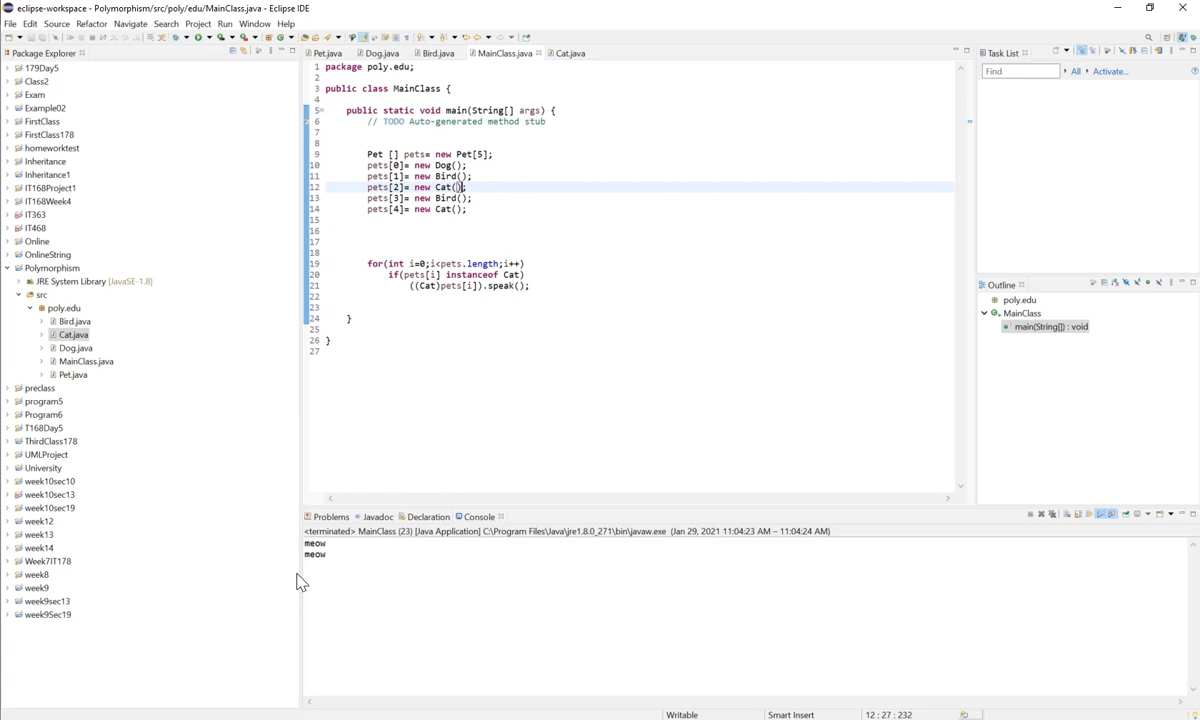 eclipse-workspace - Polymorphism/src/poly.edu/MainClass.java - Eclipse IDE
File Edit Source Refactor Navigate Search Project Run Window Help
Package Explorer
179Day5
Class2
Exam
Example02
FirstClass
FirstClass178
homeworktest
Inheritance
Inheritance1
IT168Project1
IT168Week4
IT363
IT468
Online
OnlineString
Polymorphism
JRE System Library [JavaSE-1.8]
src
poly.edu
Bird.java
Cat.java
Dog.java
MainClass.java
Pet.java
preclass
program5
Program6
T168Day5
ThirdClass178
UMLProject
University
week10sec10
week10sec13
week10sec19
week12
week13
week14
Week7IT178
week8
week9
week9sec13
week9Sec19
Pet.java Dog.java Bird.java MainClass.java Cat.java
1 package poly.edu;
2
3 public class MainClass {
4
5 public static void main(String[] args) {
6 // TODO Auto-generated method stub
7
8
9 Pet [] pets= new Pet[5];
10 pets[0]= new Dog();
11 pets[1]= new Bird();
12 pets[2]= new Cat();
13 pets[3]= new Bird();
14 pets[4]= new Cat();
15
16
17
18
19 for(int i=0;i<pets.length;i++)
20 if(pets[i] instanceof Cat)
21 ((Cat)pets[i]).speak();
22
23
24 }
25
26 }
27
Task List
Find All Activate...
Outline
poly.edu
MainClass
main(String[]) : void
Problems Javadoc Declaration Console
<terminated> MainClass (23) [Java Application] C:\Program Files\Java\jre1.8.0_271\bin\javaw.exe (Jan 29, 2021 11:04:23 AM – 11:04:24 AM)
meow
meow
Writable Smart Insert 12 : 27 : 232